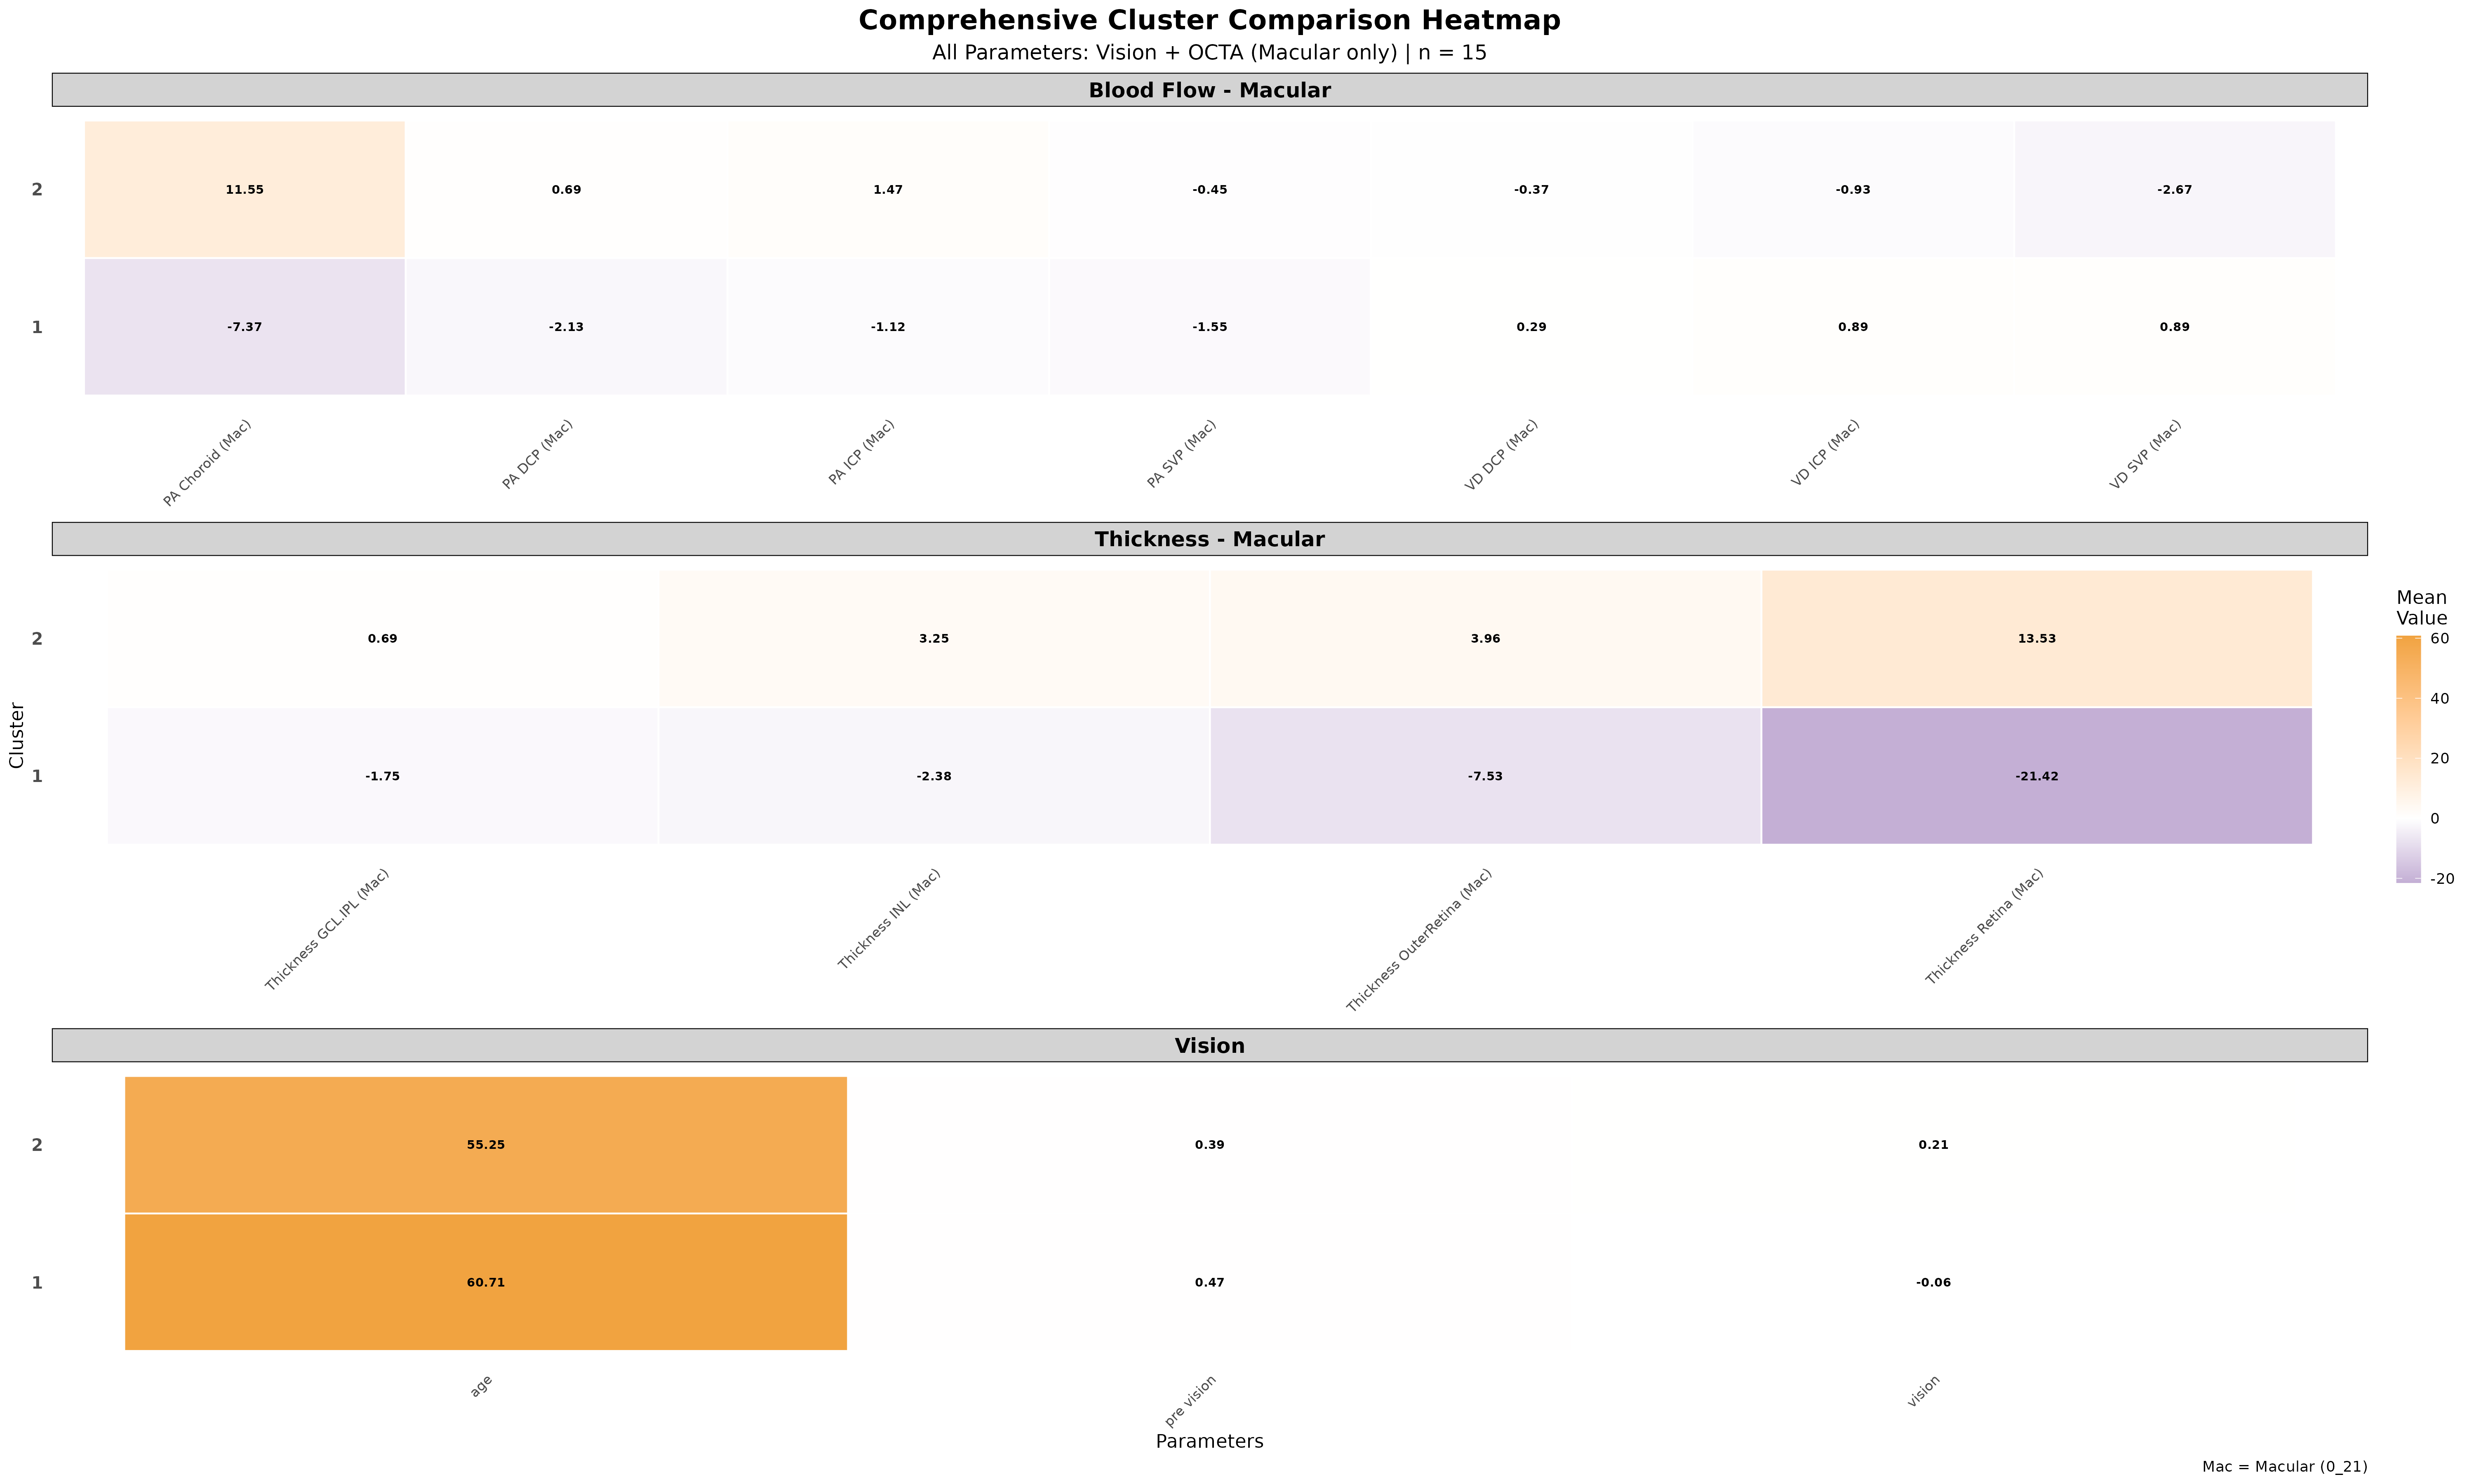 Comprehensive Cluster Comparison Heatmap
All Parameters: Vision + OCTA (Macular only) | n = 15
Blood Flow - Macular
2 11.55 0.69 1.47 -0.45 -0.37 -0.93 -2.67
1 -7.37 -2.13 -1.12 -1.55 0.29 0.89 0.89
PA Choroid (Mac) PA DCP (Mac) PA ICP (Mac) PA SVP (Mac) VD DCP (Mac) VD ICP (Mac) VD SVP (Mac)
Thickness - Macular
2 0.69 3.25 3.96 13.53
1 -1.75 -2.38 -7.53 -21.42
Thickness GCL.IPL (Mac) Thickness INL (Mac) Thickness OuterRetina (Mac) Thickness Retina (Mac)
Cluster
Mean
Value
60
40
20
0
-20
Vision
2 55.25 0.39 0.21
1 60.71 0.47 -0.06
age pre vision vision
Parameters
Mac = Macular (0_21)